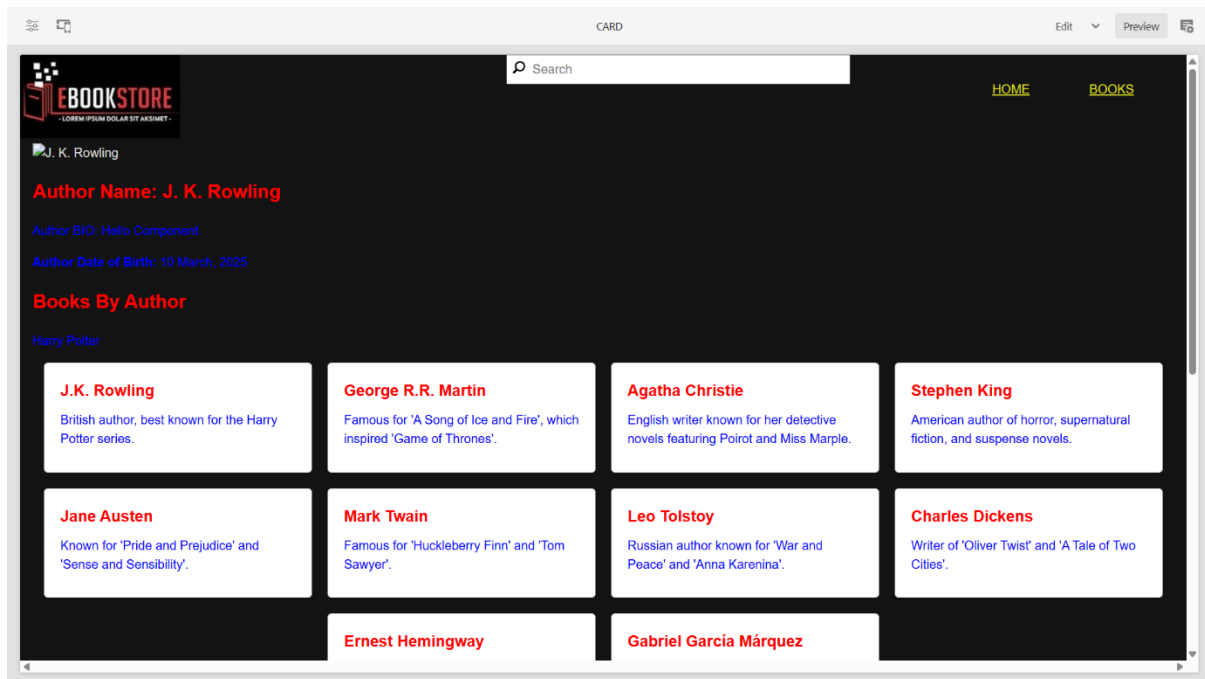 CARD
Edit
Preview
EBOOKSTORE
- LOREM IPSUM DOLAR SIT AKSIMET -
Search
HOME
BOOKS
J. K. Rowling
Author Name: J. K. Rowling
Author BIO: Hello Component.
Author Date of Birth: 10 March, 2025
Books By Author
Harry Potter
J.K. Rowling
British author, best known for the Harry
Potter series.
George R.R. Martin
Famous for 'A Song of Ice and Fire', which
inspired 'Game of Thrones'.
Agatha Christie
English writer known for her detective
novels featuring Poirot and Miss Marple.
Stephen King
American author of horror, supernatural
fiction, and suspense novels.
Jane Austen
Known for 'Pride and Prejudice' and
'Sense and Sensibility'.
Mark Twain
Famous for 'Huckleberry Finn' and 'Tom
Sawyer'.
Leo Tolstoy
Russian author known for 'War and
Peace' and 'Anna Karenina'.
Charles Dickens
Writer of 'Oliver Twist' and 'A Tale of Two
Cities'.
Ernest Hemingway
Gabriel García Márquez